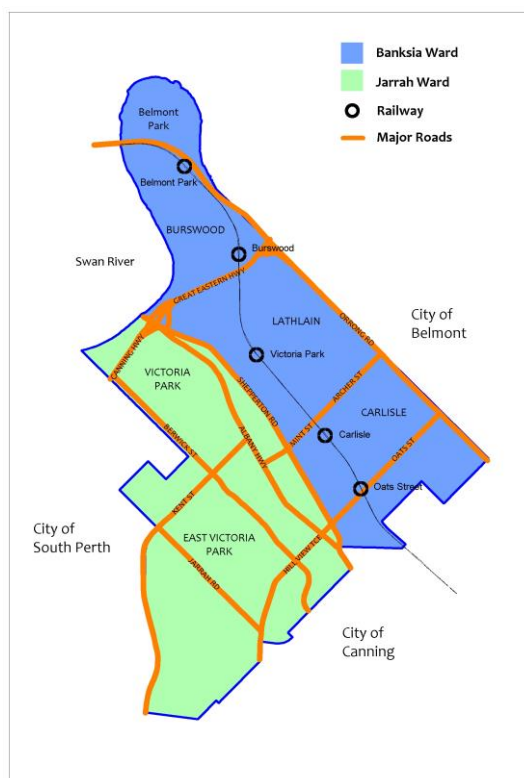 Banksia Ward
Jarrah Ward
Railway
Major Roads
Belmont
Park
Belmont Park
BURSWOOD
Burswood
Swan River
GREAT EASTERN HWY
City of
Belmont
ORRONG RD
LATHLAIN
CANNING HWY
Victoria Park
VICTORIA
PARK
SHEPPERTON RD
ARCHER ST
CARLISLE
MINT ST
Carlisle
ALBANY HWY
BERWICK ST
OATS ST
Oats Street
KENT ST
City of
South Perth
EAST VICTORIA
PARK
HILL VIEW TCE
JARRAH RD
City of
Canning